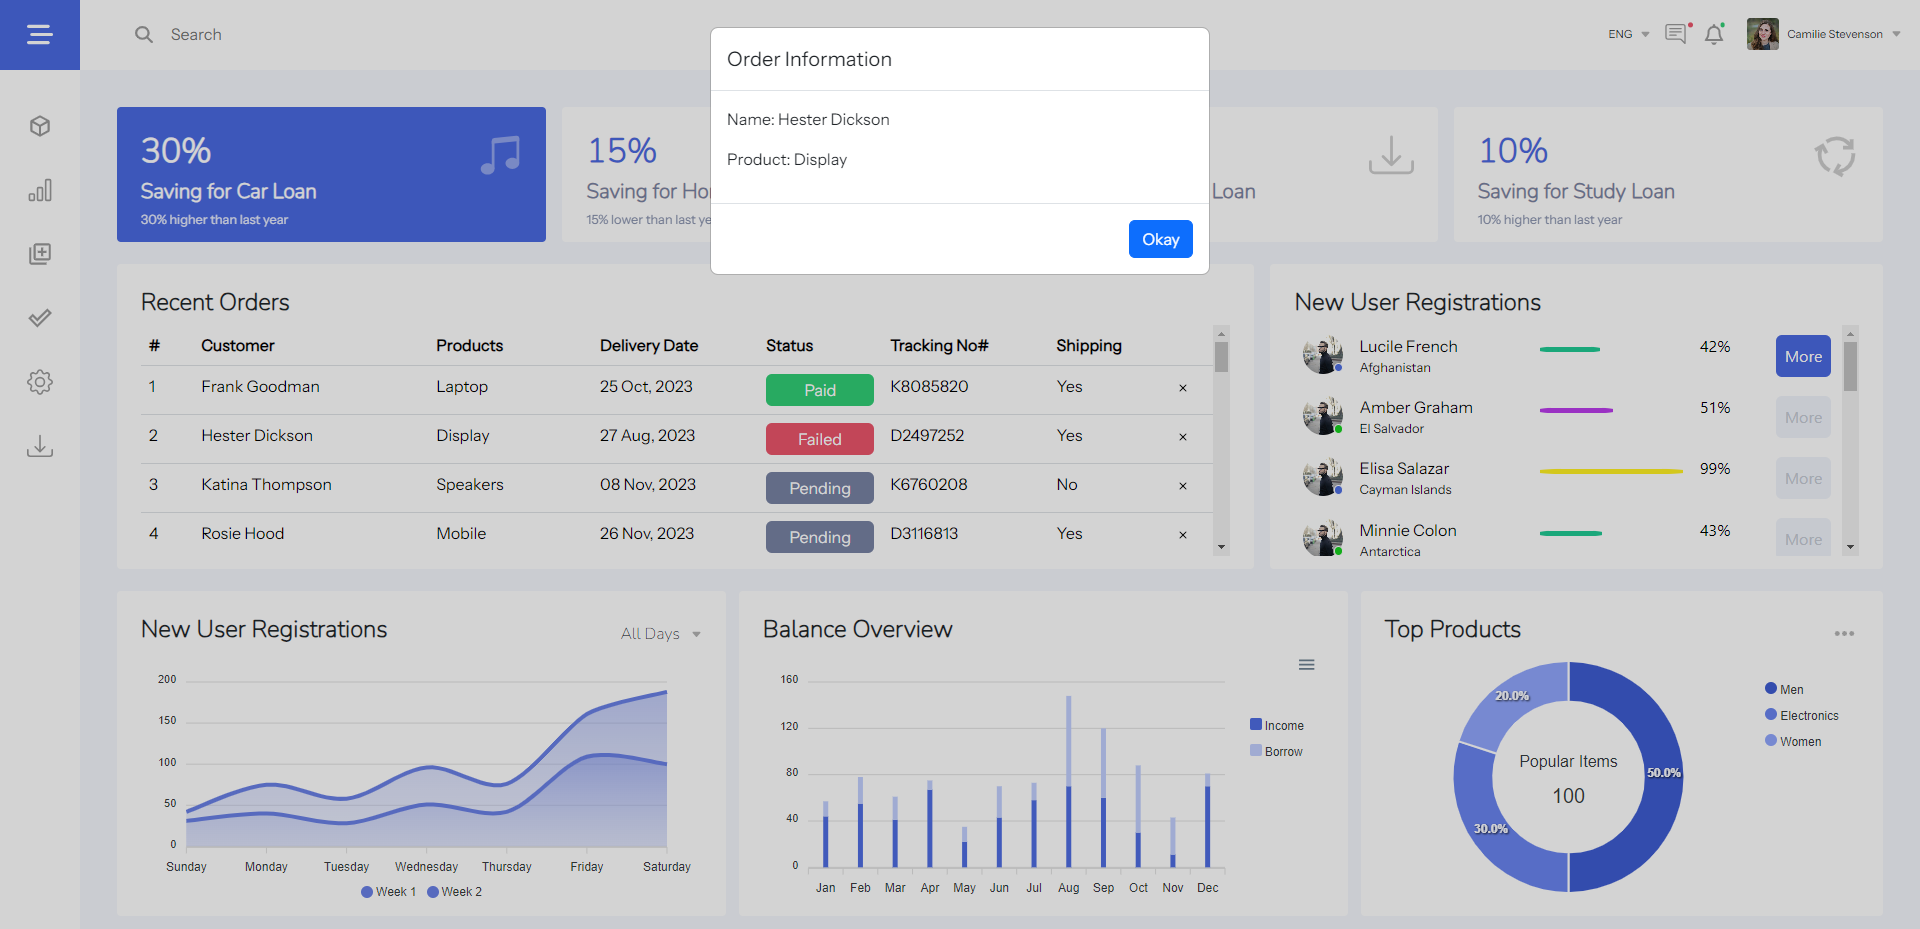 Search
ENG
Camilie Stevenson
Order Information
Name: Hester Dickson
Product: Display
Okay
30%
Saving for Car Loan
30% higher than last year
15%
Saving for
15% lower than last
Loan
10%
Saving for Study Loan
10% higher than last year
Recent Orders
# Customer Products Delivery Date Status Tracking No# Shipping
1 Frank Goodman Laptop 25 Oct, 2023 Paid K8085820 Yes ×
2 Hester Dickson Display 27 Aug, 2023 Failed D2497252 Yes ×
3 Katina Thompson Speakers 08 Nov, 2023 Pending K6760208 No ×
4 Rosie Hood Mobile 26 Nov, 2023 Pending D3116813 Yes ×
New User Registrations
Lucile French 42% More
Afghanistan
Amber Graham 51% More
El Salvador
Elisa Salazar 99% More
Cayman Islands
Minnie Colon 43% More
Antarctica
New User Registrations
All Days
200
150
100
50
0
Sunday Monday Tuesday Wednesday Thursday Friday Saturday
Week 1 Week 2
Balance Overview
160
120
80
40
0
Jan Feb Mar Apr May Jun Jul Aug Sep Oct Nov Dec
Income
Borrow
Top Products
20.0%
50.0%
30.0%
Popular Items
100
Men
Electronics
Women